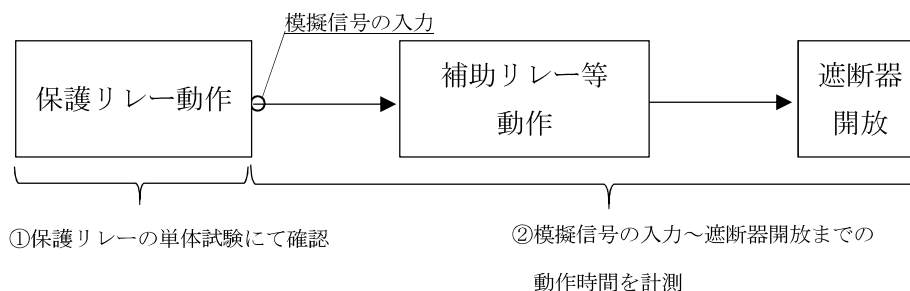 模擬信号の入力
保護リレー動作
補助リレー等
動作
遮断器
開放
①保護リレーの単体試験にて確認
②模擬信号の入力～遮断器開放までの
動作時間を計測